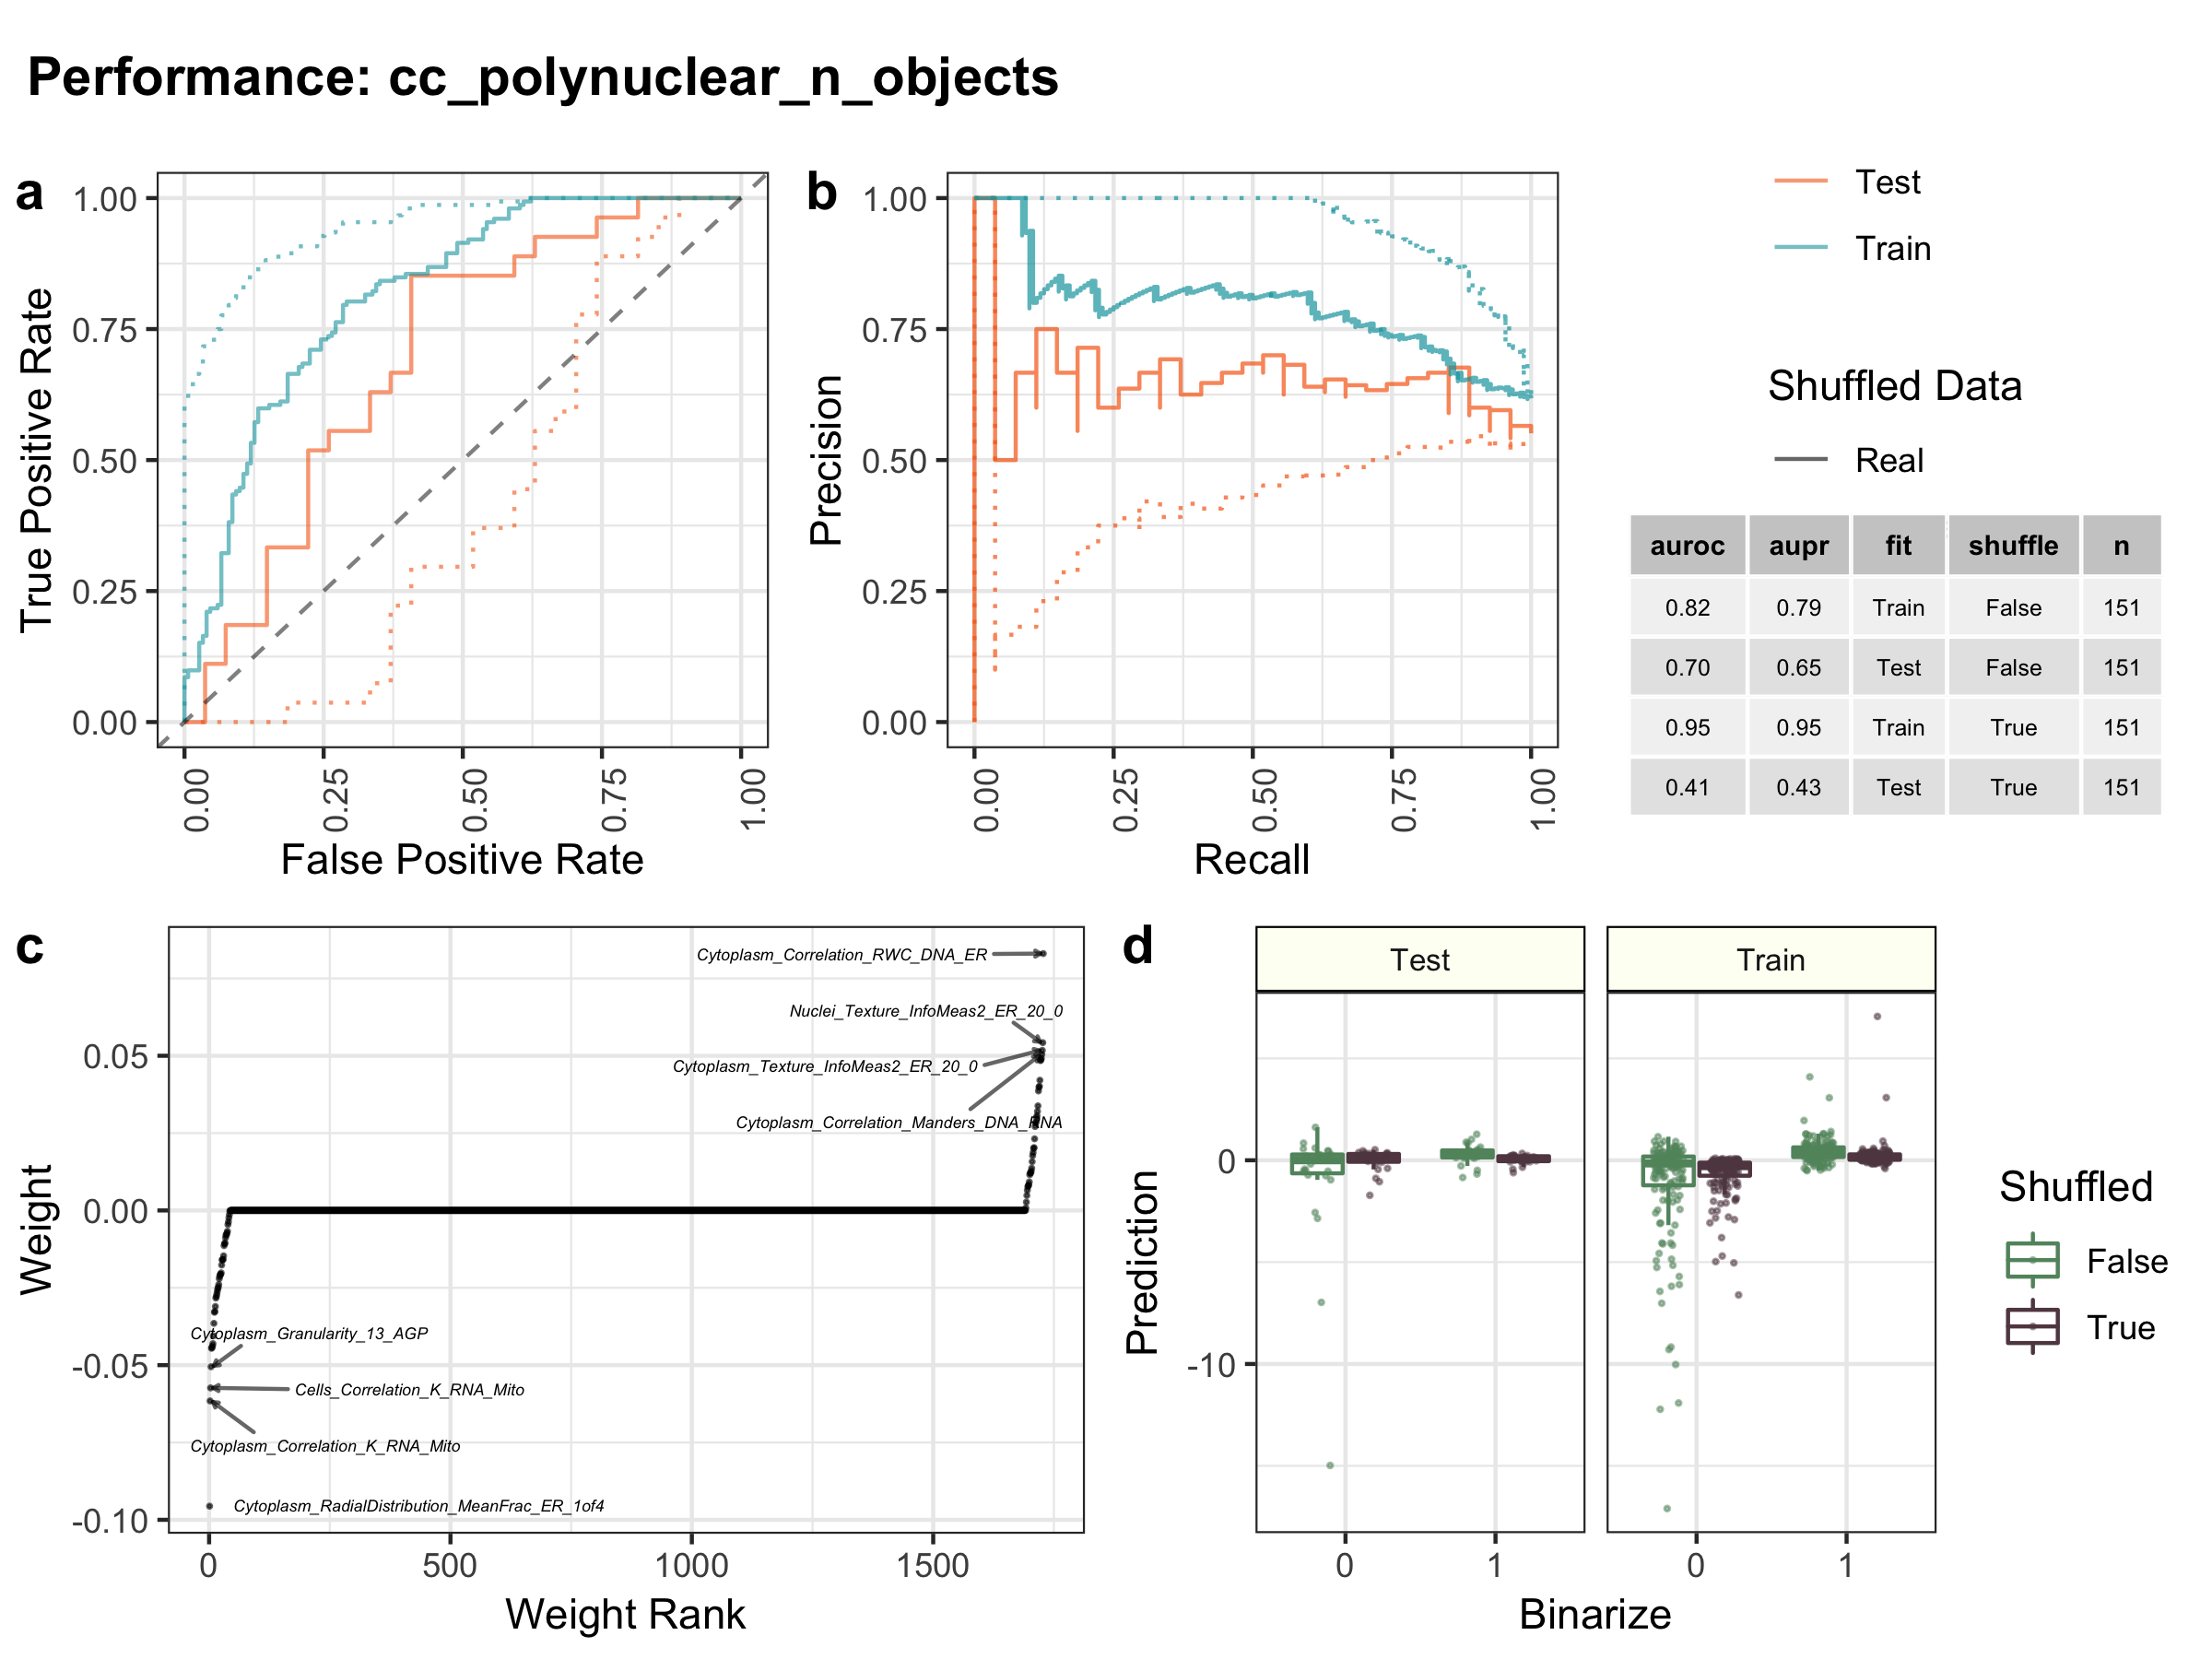 Performance: cc_polynuclear_n_objects
a
1.00
0.75
0.50
0.25
0.00
True Positive Rate
0.00
0.25
0.50
0.75
1.00
False Positive Rate
b
1.00
0.75
0.50
0.25
0.00
Precision
0.00
0.25
0.50
0.75
1.00
Recall
Test
Train
Shuffled Data
Real
auroc aupr fit shuffle n
0.82 0.79 Train False 151
0.70 0.65 Test False 151
0.95 0.95 Train True 151
0.41 0.43 Test True 151
c
Cytoplasm_Correlation_RWC_DNA_ER
Nuclei_Texture_InfoMeas2_ER_20_0
Cytoplasm_Texture_InfoMeas2_ER_20_0
Cytoplasm_Correlation_Manders_DNA_RNA
Cytoplasm_Granularity_13_AGP
Cells_Correlation_K_RNA_Mito
Cytoplasm_Correlation_K_RNA_Mito
Cytoplasm_RadialDistribution_MeanFrac_ER_1of4
0.05
0.00
-0.05
-0.10
Weight
0
500
1000
1500
Weight Rank
d
Test
Train
0
-10
Prediction
0
1
0
1
Binarize
Shuffled
False
True